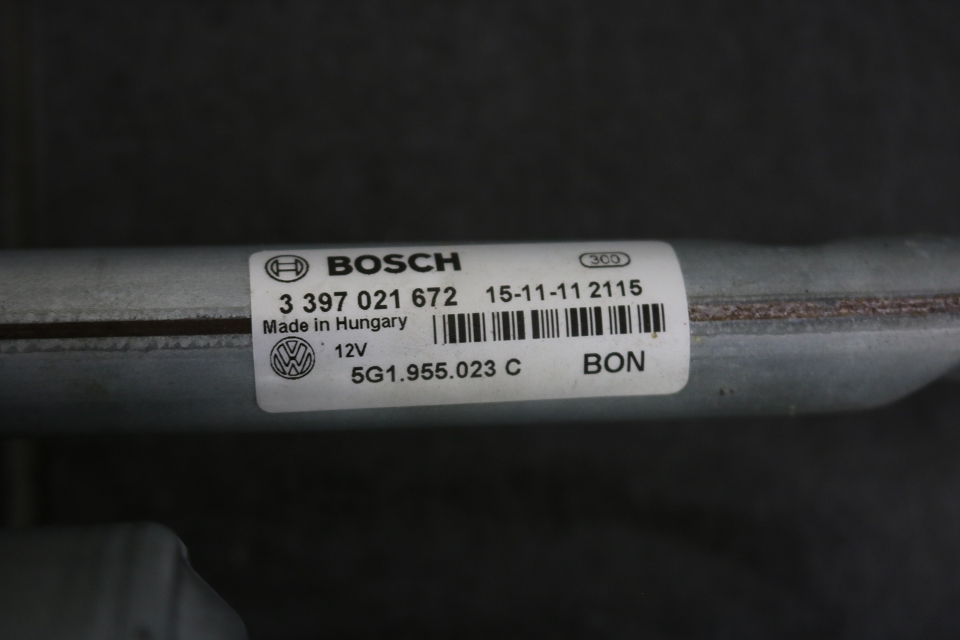 BOSCH 300
3 397 021 672 15-11-11 2115
Made in Hungary
12V
5G1.955.023 C BON